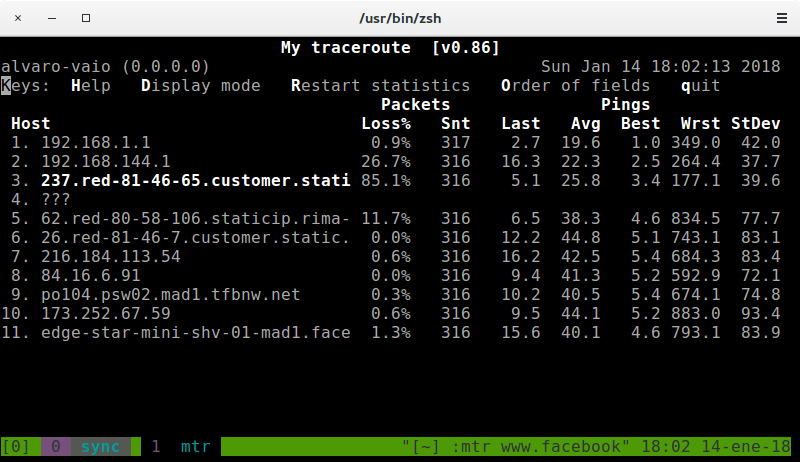 × – □ /usr/bin/zsh ≡
My traceroute [v0.86]
alvaro-vaio (0.0.0.0) Sun Jan 14 18:02:13 2018
Keys: Help Display mode Restart statistics Order of fields quit
Packets Pings
Host Loss% Snt Last Avg Best Wrst StDev
1. 192.168.1.1 0.9% 317 2.7 19.6 1.0 349.0 42.0
2. 192.168.144.1 26.7% 316 16.3 22.3 2.5 264.4 37.7
3. 237.red-81-46-65.customer.stati 85.1% 316 5.1 25.8 3.4 177.1 39.6
4. ???
5. 62.red-80-58-106.staticip.rima- 11.7% 316 6.5 38.3 4.6 834.5 77.7
6. 26.red-81-46-7.customer.static. 0.0% 316 12.2 44.8 5.1 743.1 83.1
7. 216.184.113.54 0.6% 316 16.2 42.5 5.4 684.3 83.4
8. 84.16.6.91 0.0% 316 9.4 41.3 5.2 592.9 72.1
9. po104.psw02.mad1.tfbnw.net 0.3% 316 10.2 40.5 5.4 674.1 74.8
10. 173.252.67.59 0.6% 316 9.5 44.1 5.2 883.0 93.4
11. edge-star-mini-shv-01-mad1.face 1.3% 316 15.6 40.1 4.6 793.1 83.9
[0] 0 sync 1 mtr "[~] :mtr www.facebook" 18:02 14-ene-18